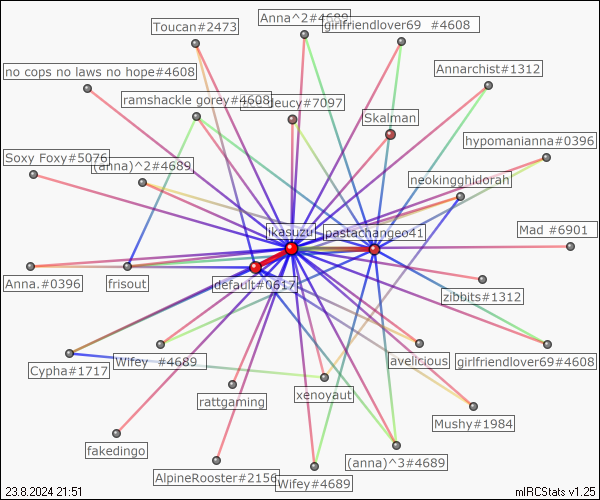 Anna^2#4689
girlfriendlover69 #4608
Toucan#2473
no cops no laws no hope#4608
Annarchist#1312
ramshackle gorey#4608
leucy#7097
Skalman
hypomanianna#0396
Soxy Foxy#5076
(anna)^2#4689
neokingghidorah
ikasuzu
pastachangeo41
Mad #6901
Anna.#0396
frisout
default#0617
zibbits#1312
Cypha#1717
Wifey #4689
avelicious
girlfriendlover69#4608
rattgaming
xenoyaut
Mushy#1984
fakedingo
AlpineRooster#2156
Wifey#4689
(anna)^3#4689
23.8.2024 21:51
mIRCStats v1.25